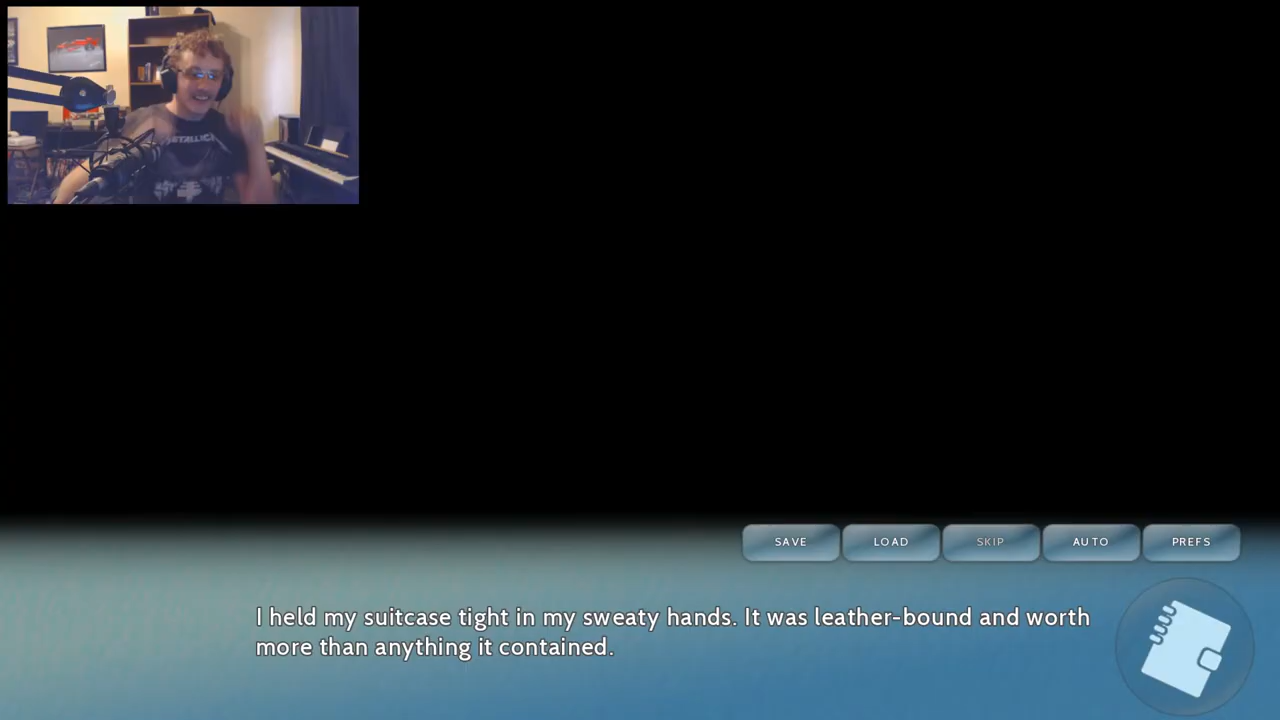 METALLICA
SAVE
LOAD
SKIP
AUTO
PREFS
I held my suitcase tight in my sweaty hands. It was leather-bound and worth
more than anything it contained.